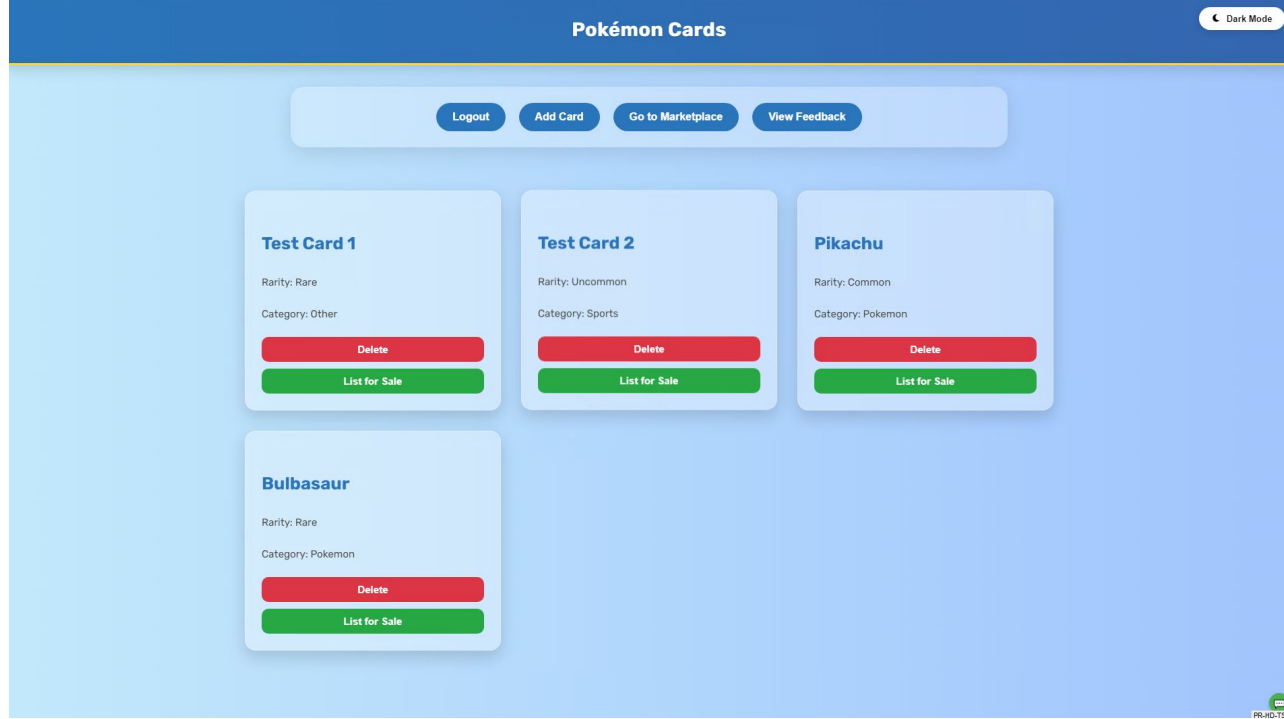 Pokémon Cards
Dark Mode
Logout
Add Card
Go to Marketplace
View Feedback
Test Card 1
Rarity: Rare
Category: Other
Delete
List for Sale
Test Card 2
Rarity: Uncommon
Category: Sports
Delete
List for Sale
Pikachu
Rarity: Common
Category: Pokemon
Delete
List for Sale
Bulbasaur
Rarity: Rare
Category: Pokemon
Delete
List for Sale